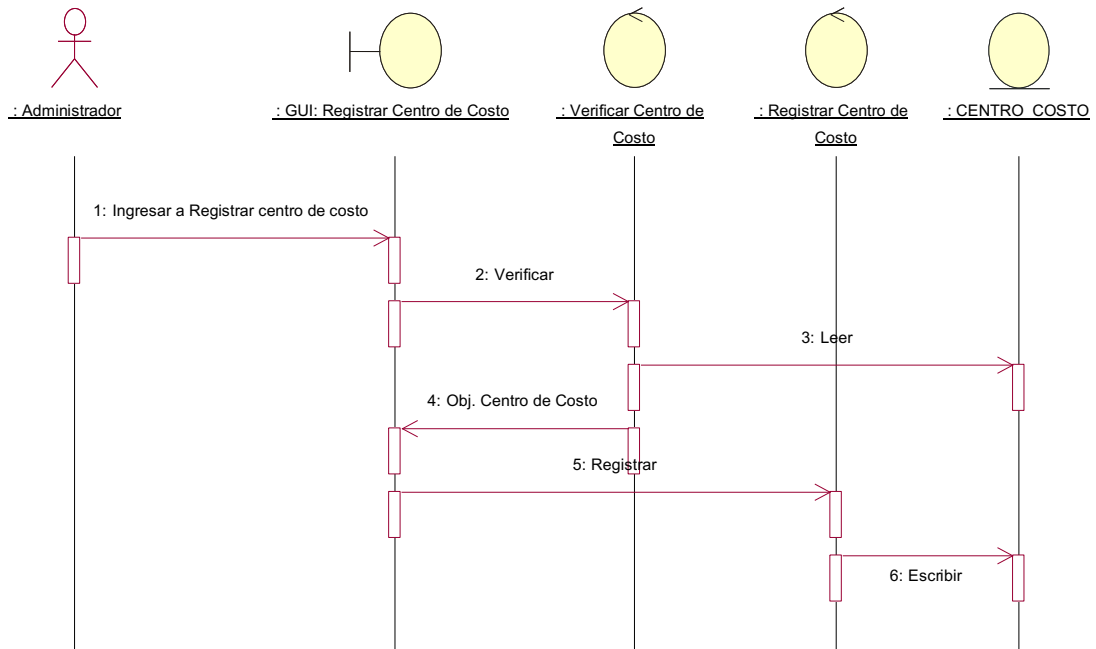 : Administrador
: GUI: Registrar Centro de Costo
: Verificar Centro de
Costo
: Registrar Centro de
Costo
: CENTRO_COSTO
1: Ingresar a Registrar centro de costo
2: Verificar
3: Leer
4: Obj. Centro de Costo
5: Registrar
6: Escribir